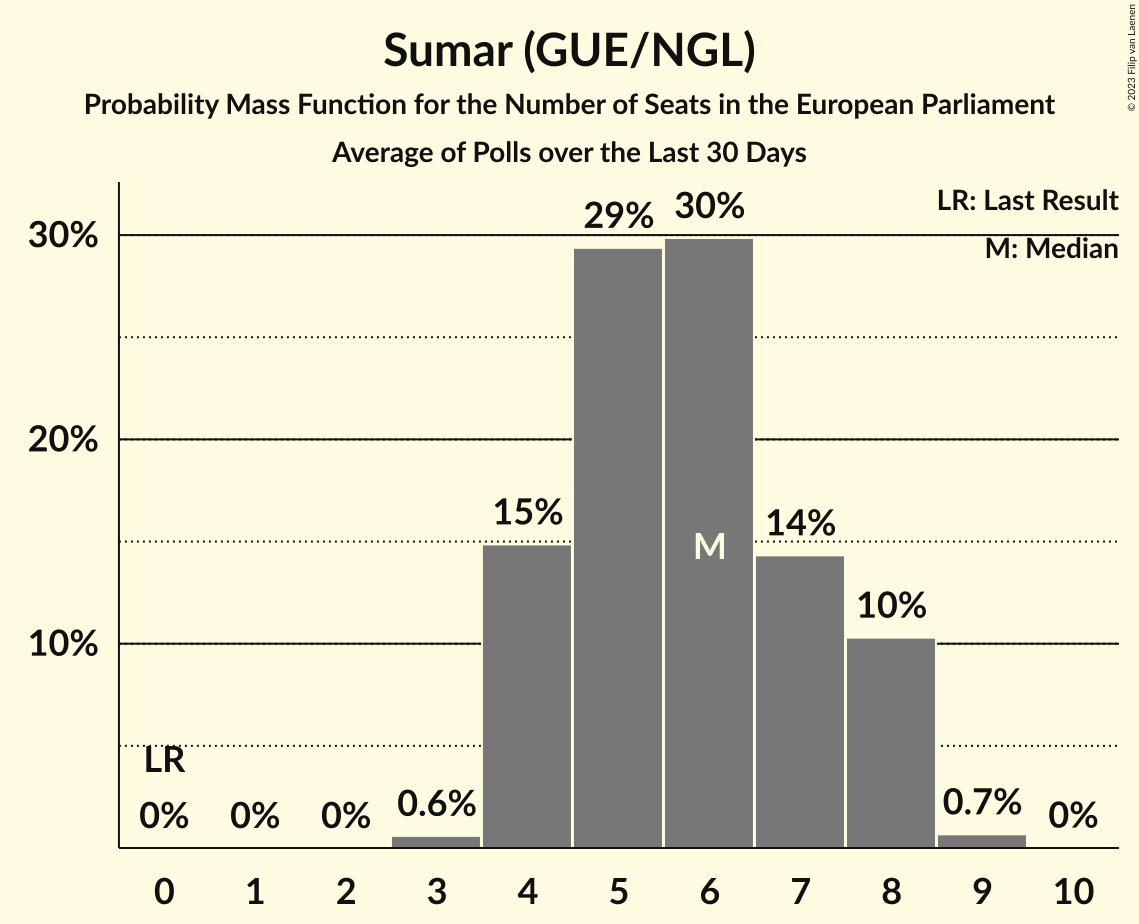 Sumar (GUE/NGL)
Probability Mass Function for the Number of Seats in the European Parliament
Average of Polls over the Last 30 Days
© 2023 Filip van Laenen
LR: Last Result
M: Median
30%
20%
10%
29%
30%
15%
M
14%
10%
LR
0%
0%
0%
0.6%
0.7%
0%
0 1 2 3 4 5 6 7 8 9 10